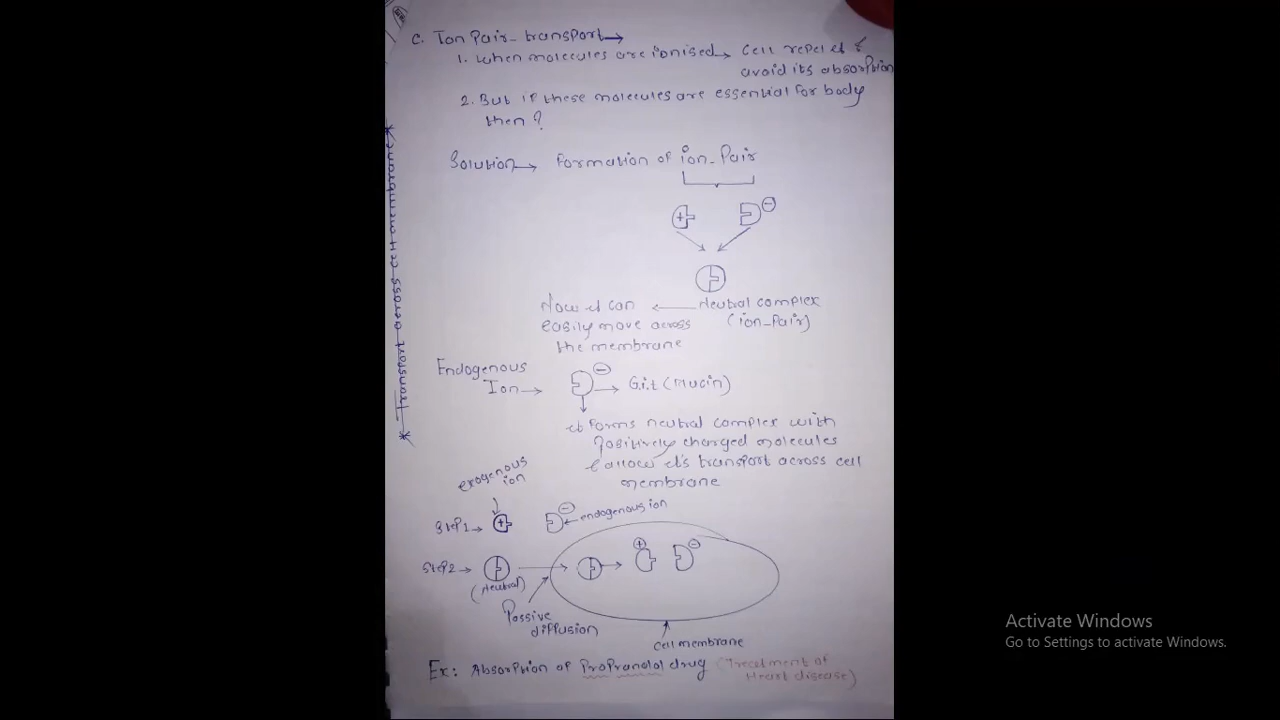 C. Ion Pair-transport→
1. When molecules are ionised→ Cell repel it &
avoid its absorption
2. But if these molecules are essential for body
then?
Solution→ Formation of ion-Pair
+ −
Now it can ← Neutral complex
easily move across (ion-Pair)
the membrane
* Transport across cell membrane *
Endogenous
Ion→ − → G.i.t (Mucin)
it forms neutral complex with
Positively charged molecules
& allow it's transport across cell
membrane
exogenous
ion
Step1→ + − ←endogenous ion
Step2→ + −
(Neutral)
Passive
diffusion
cell membrane
Ex: Absorption of Propranolol drug (Treatment of
Heart disease)
Activate Windows
Go to Settings to activate Windows.